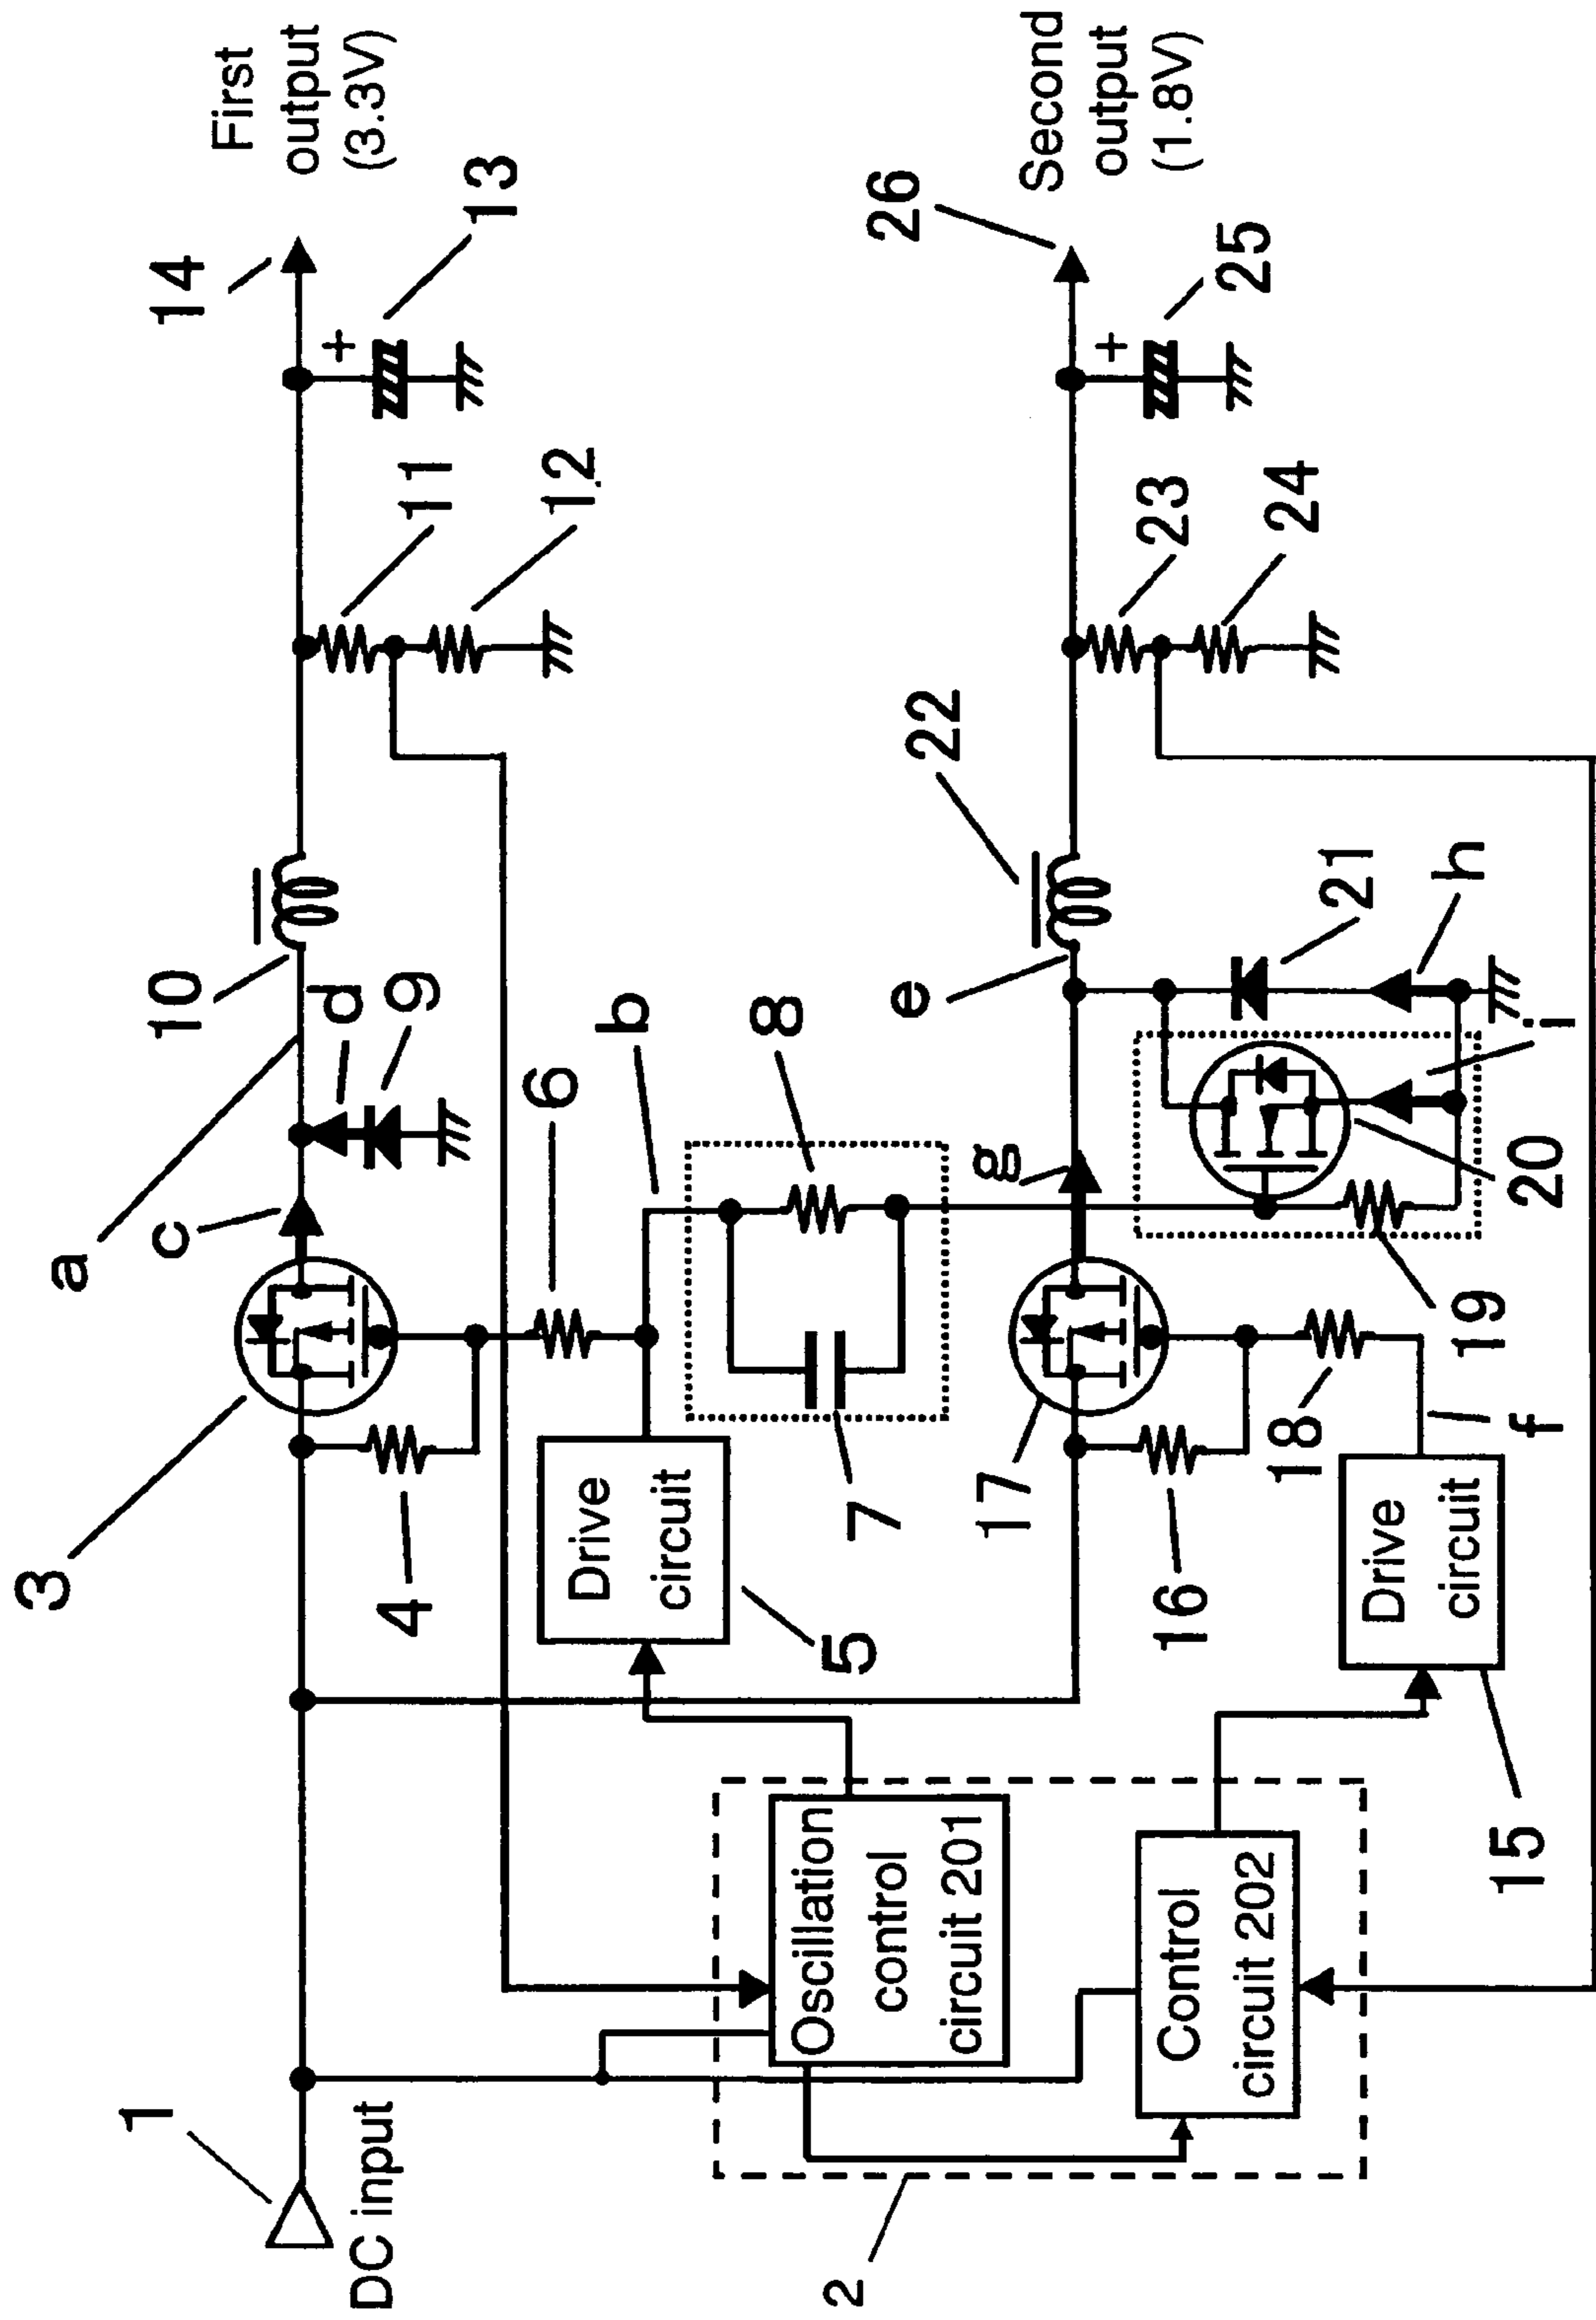 First
output
(3.3V)
14
13
11
12
10
d
9
a
c
3
4
6
b
8
7
Drive
circuit
5
1
DC input
2
Oscillation
control
circuit 201
Control
circuit 202
Second
output
(1.8V)
26
25
23
24
22
e
g
21
h
i
20
19
17
16
18
f
Drive
circuit
15